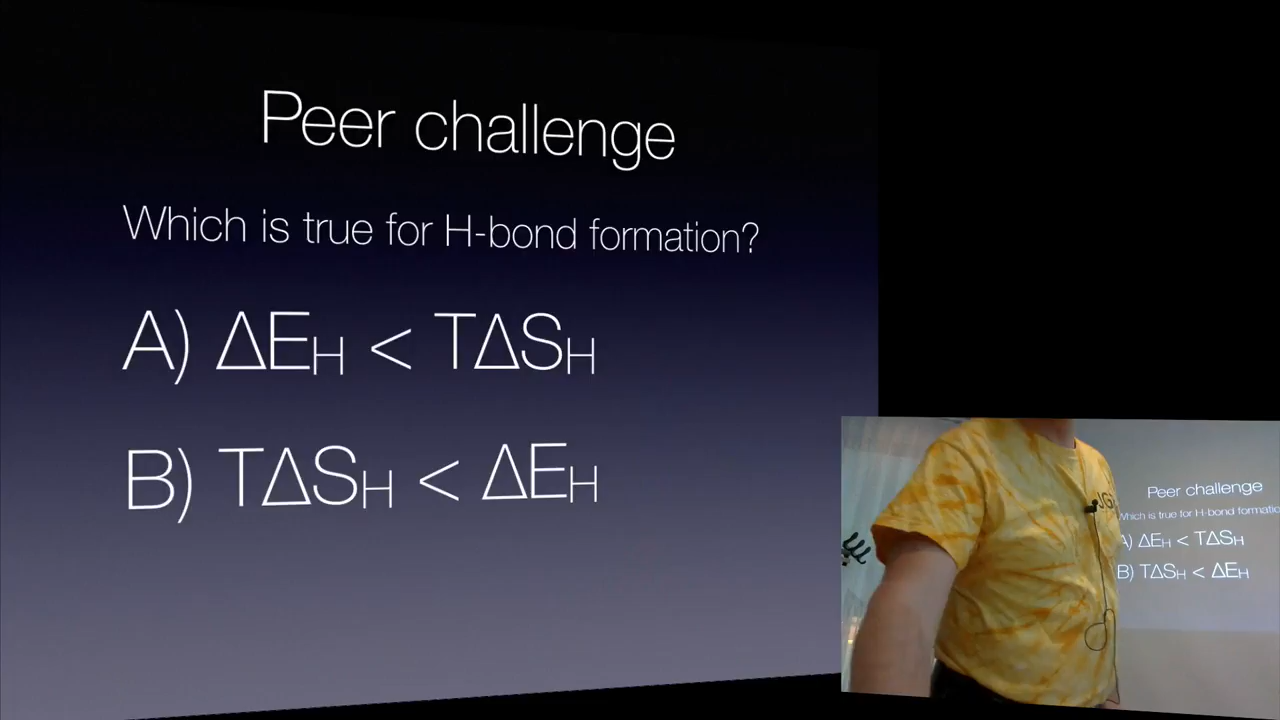 Peer challenge
Which is true for H-bond formation?
A) ΔEH < TΔSH
B) TΔSH < ΔEH
Peer challenge
Which is true for H-bond formatio
A) ΔEH < TΔSH
B) TΔSH < ΔEH